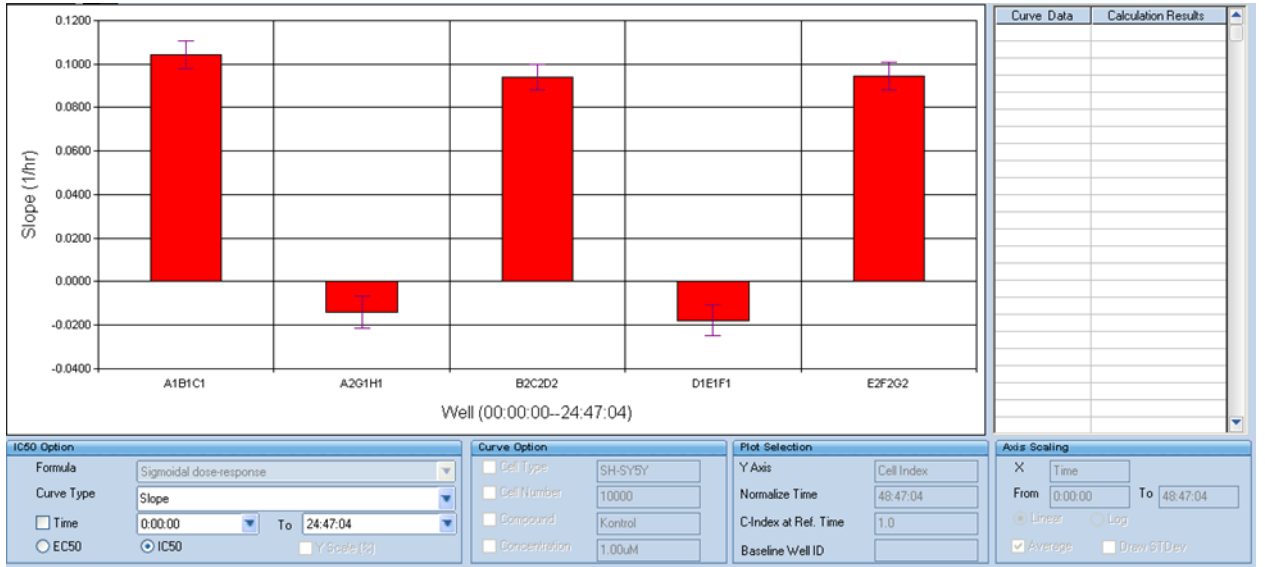 0.1200
0.1000
0.0800
0.0600
0.0400
0.0200
0.0000
-0.0200
-0.0400
Slope (1/hr)
A1B1C1 A2G1H1 B2C2D2 D1E1F1 E2F2G2
Well (00:00:00--24:47:04)
Curve Data Calculation Results
IC50 Option
Formula Sigmoidal dose-response
Curve Type Slope
Time 0:00:00 To 24:47:04
EC50 IC50 Y Scale (%)
Curve Option
Cell Type SH-SY5Y
Cell Number 10000
Compound Kontrol
Concentration 1.00uM
Plot Selection
Y Axis Cell Index
Normalize Time 48:47:04
C-Index at Ref. Time 1.0
Baseline Well ID
Axis Scaling
X Time
From 0:00:00 To 48:47:04
Linear Log
Average Draw STDev